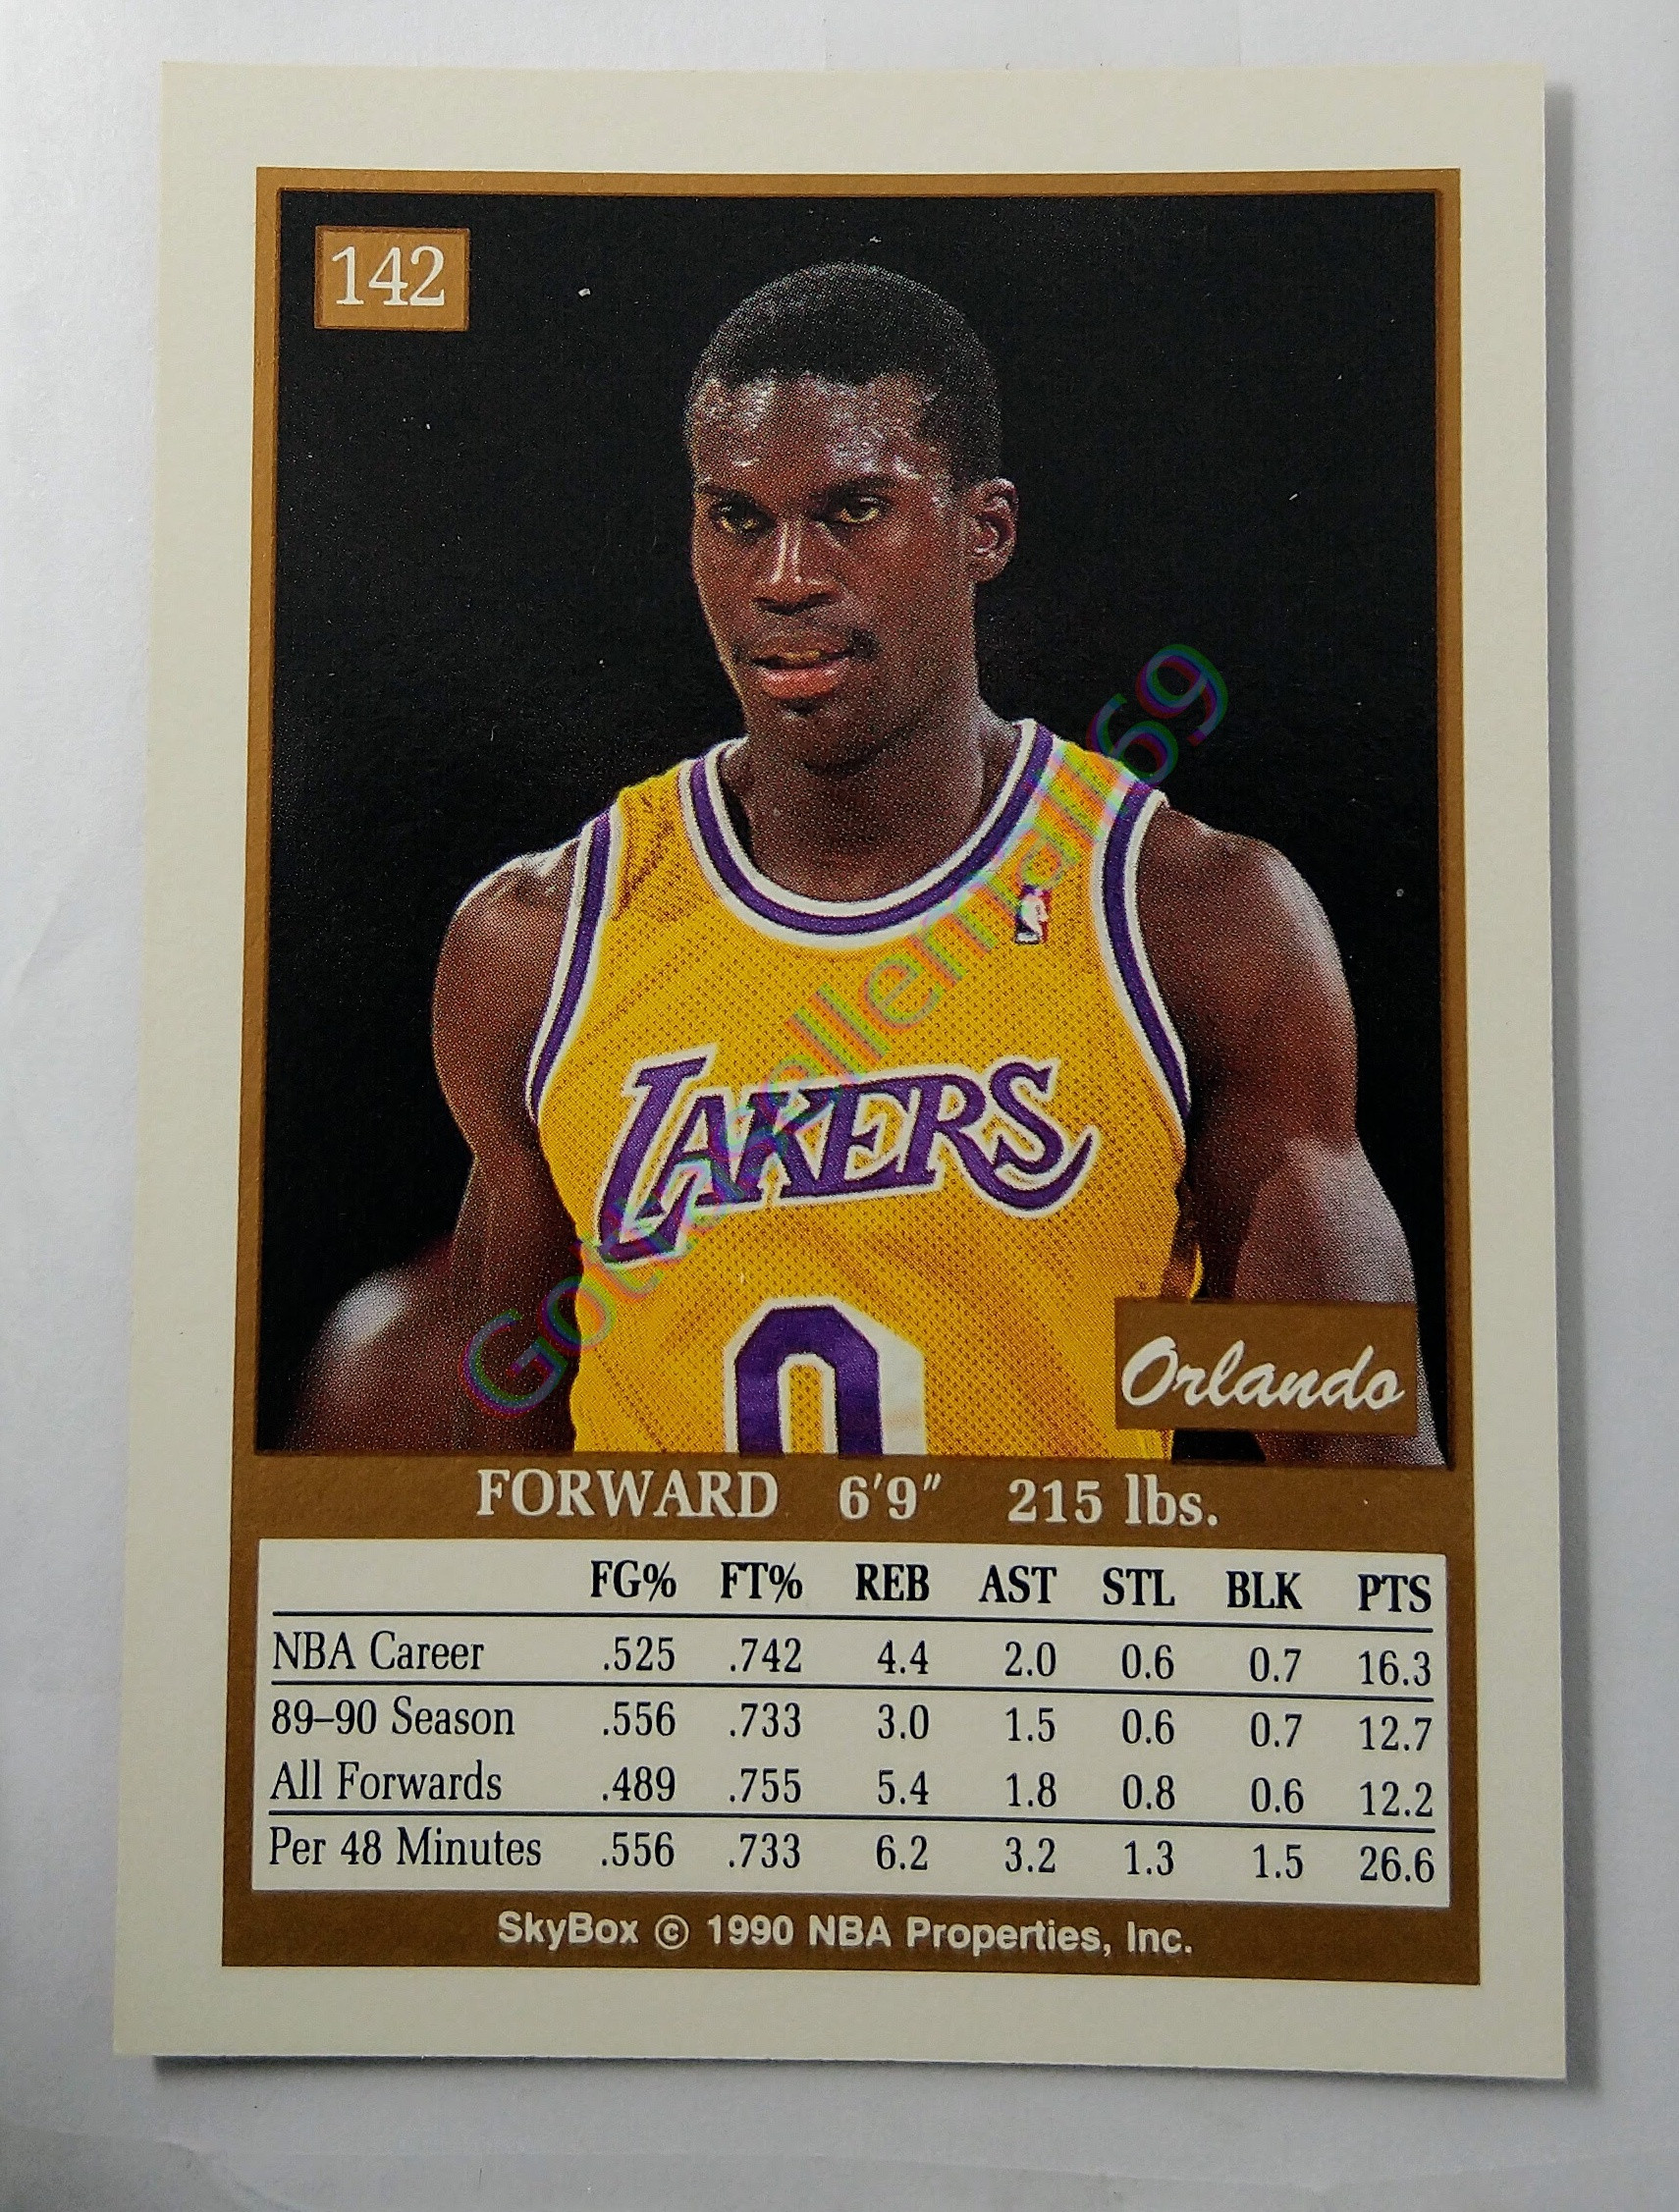 142
LAKERS
0
Orlando
Gottasellemall69
FORWARD 6'9" 215 lbs.
FG% FT% REB AST STL BLK PTS
NBA Career .525 .742 4.4 2.0 0.6 0.7 16.3
89–90 Season .556 .733 3.0 1.5 0.6 0.7 12.7
All Forwards .489 .755 5.4 1.8 0.8 0.6 12.2
Per 48 Minutes .556 .733 6.2 3.2 1.3 1.5 26.6
SkyBox © 1990 NBA Properties, Inc.